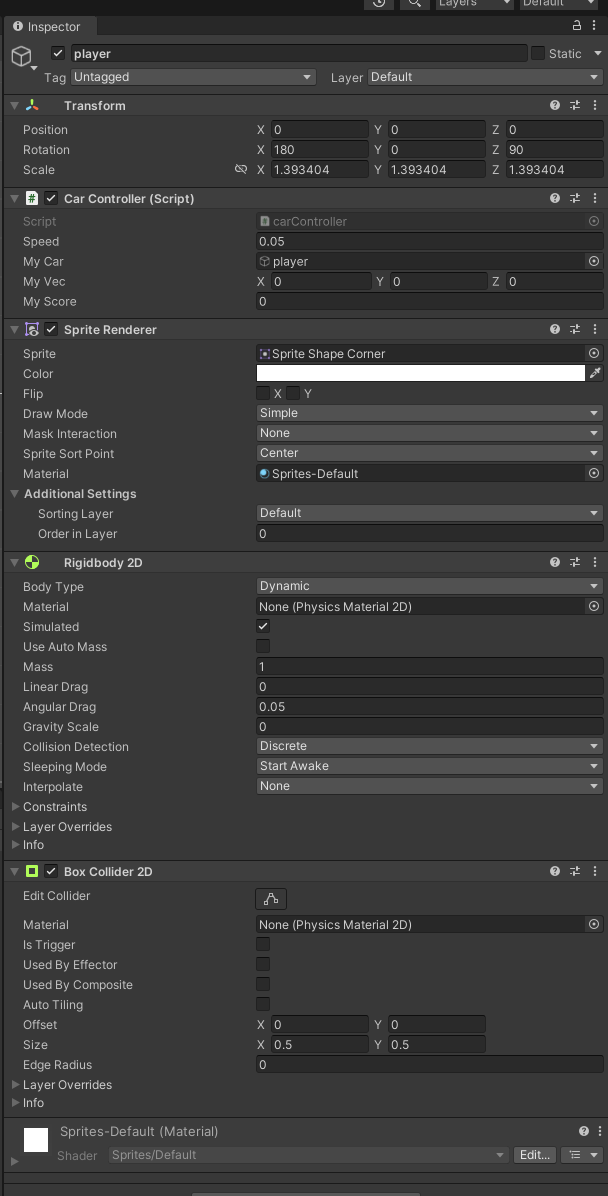 Layers Default
Inspector
player Static
Tag Untagged Layer Default
Transform
Position X 0 Y 0 Z 0
Rotation X 180 Y 0 Z 90
Scale X 1.393404 Y 1.393404 Z 1.393404
# Car Controller (Script)
Script carController
Speed 0.05
My Car player
My Vec X 0 Y 0 Z 0
My Score 0
Sprite Renderer
Sprite Sprite Shape Corner
Color
Flip X Y
Draw Mode Simple
Mask Interaction None
Sprite Sort Point Center
Material Sprites-Default
Additional Settings
Sorting Layer Default
Order in Layer 0
Rigidbody 2D
Body Type Dynamic
Material None (Physics Material 2D)
Simulated
Use Auto Mass
Mass 1
Linear Drag 0
Angular Drag 0.05
Gravity Scale 0
Collision Detection Discrete
Sleeping Mode Start Awake
Interpolate None
Constraints
Layer Overrides
Info
Box Collider 2D
Edit Collider
Material None (Physics Material 2D)
Is Trigger
Used By Effector
Used By Composite
Auto Tiling
Offset X 0 Y 0
Size X 0.5 Y 0.5
Edge Radius 0
Layer Overrides
Info
Sprites-Default (Material)
Shader Sprites/Default Edit...